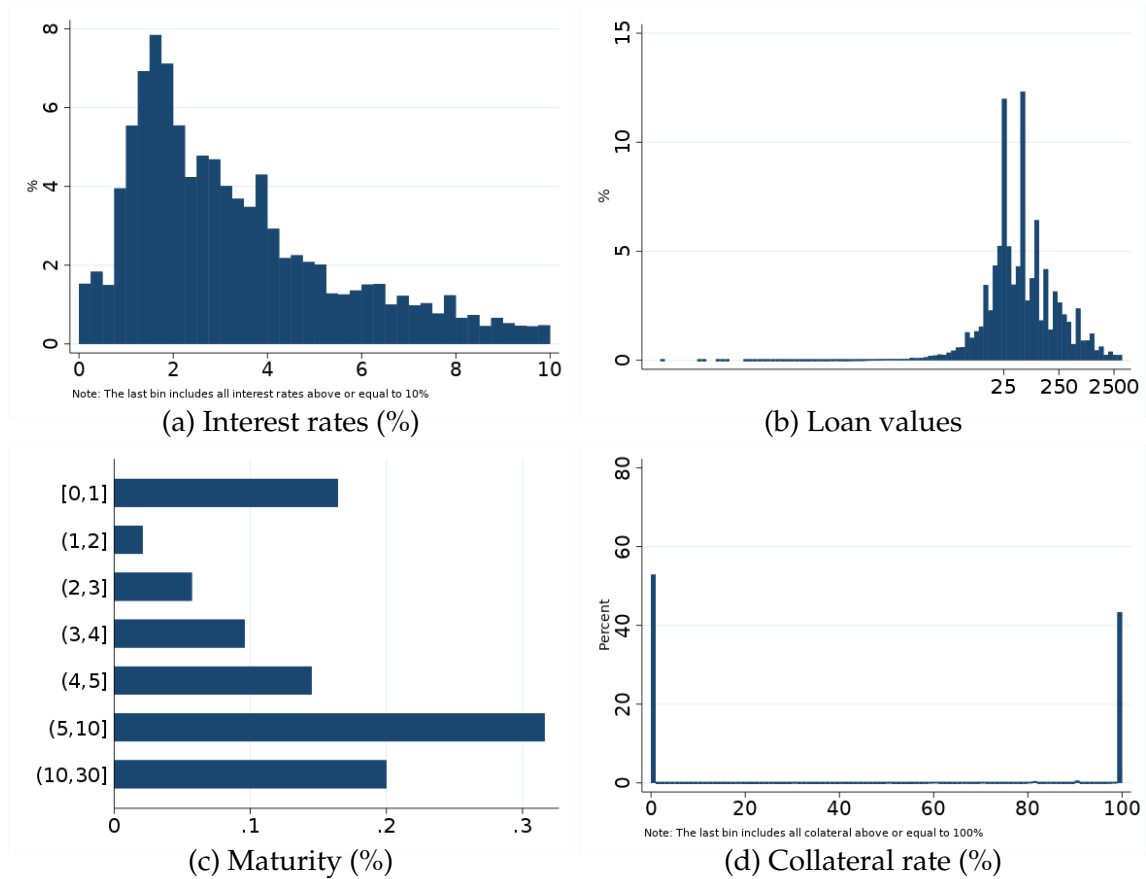 8
6
4
2
0
%
0 2 4 6 8 10
Note: The last bin includes all interest rates above or equal to 10%
(a) Interest rates (%)
15
10
5
0
%
25 250 2500
(b) Loan values
[0,1]
(1,2]
(2,3]
(3,4]
(4,5]
(5,10]
(10,30]
0 .1 .2 .3
(c) Maturity (%)
80
60
40
20
0
Percent
0 20 40 60 80 100
Note: The last bin includes all colateral above or equal to 100%
(d) Collateral rate (%)